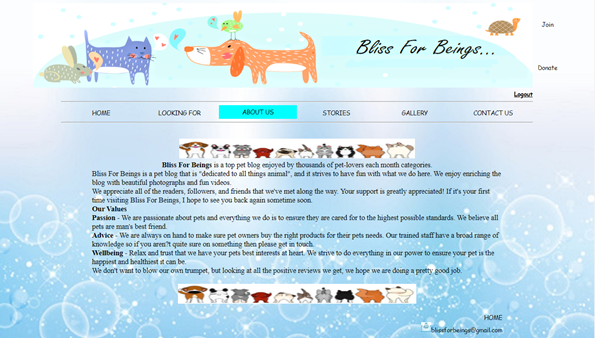 Bliss For Beings...
Join
Donate
Logout
HOME LOOKING FOR ABOUT US STORIES GALLERY CONTACT US
Bliss For Beings is a top pet blog enjoyed by thousands of pet-lovers each month categories.
Bliss For Beings is a pet blog that is "dedicated to all things animal", and it strives to have fun with what we do here. We enjoy enriching the
blog with beautiful photographs and fun videos.
We appreciate all of the readers, followers, and friends that we've met along the way. Your support is greatly appreciated! If it's your first
time visiting Bliss For Beings, I hope to see you back again sometime soon.
Our Values
Passion - We are passionate about pets and everything we do is to ensure they are cared for to the highest possible standards. We believe all
pets are man's best friend.
Advice - We are always on hand to make sure pet owners buy the right products for their pets needs. Our trained staff have a broad range of
knowledge so if you aren't quite sure on something then please get in touch.
Wellbeing - Relax and trust that we have your pets best interests at heart. We strive to do everything in our power to ensure your pet is the
happiest and healthiest it can be.
We don't want to blow our own trumpet, but looking at all the positive reviews we get, we hope we are doing a pretty good job.
HOME
blissforbeings@gmail.com